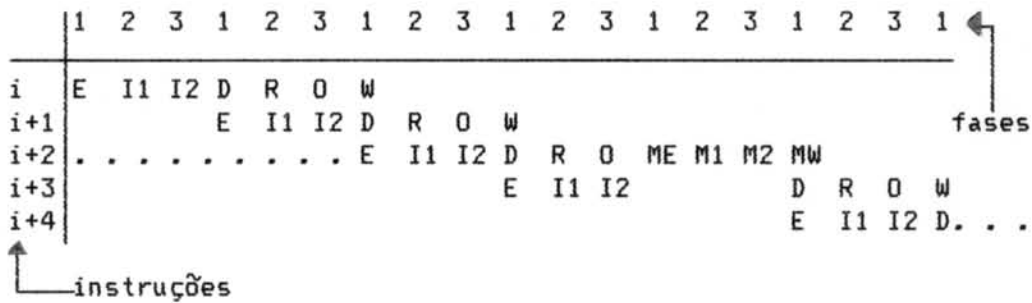 1 2 3 1 2 3 1 2 3 1 2 3 1 2 3 1 2 3 1
i E I1 I2 D R O W
i+1 E I1 I2 D R O W fases
i+2 . . . . . . . . . E I1 I2 D R O ME M1 M2 MW
i+3 E I1 I2 D R O W
i+4 E I1 I2 D. . .
instruções